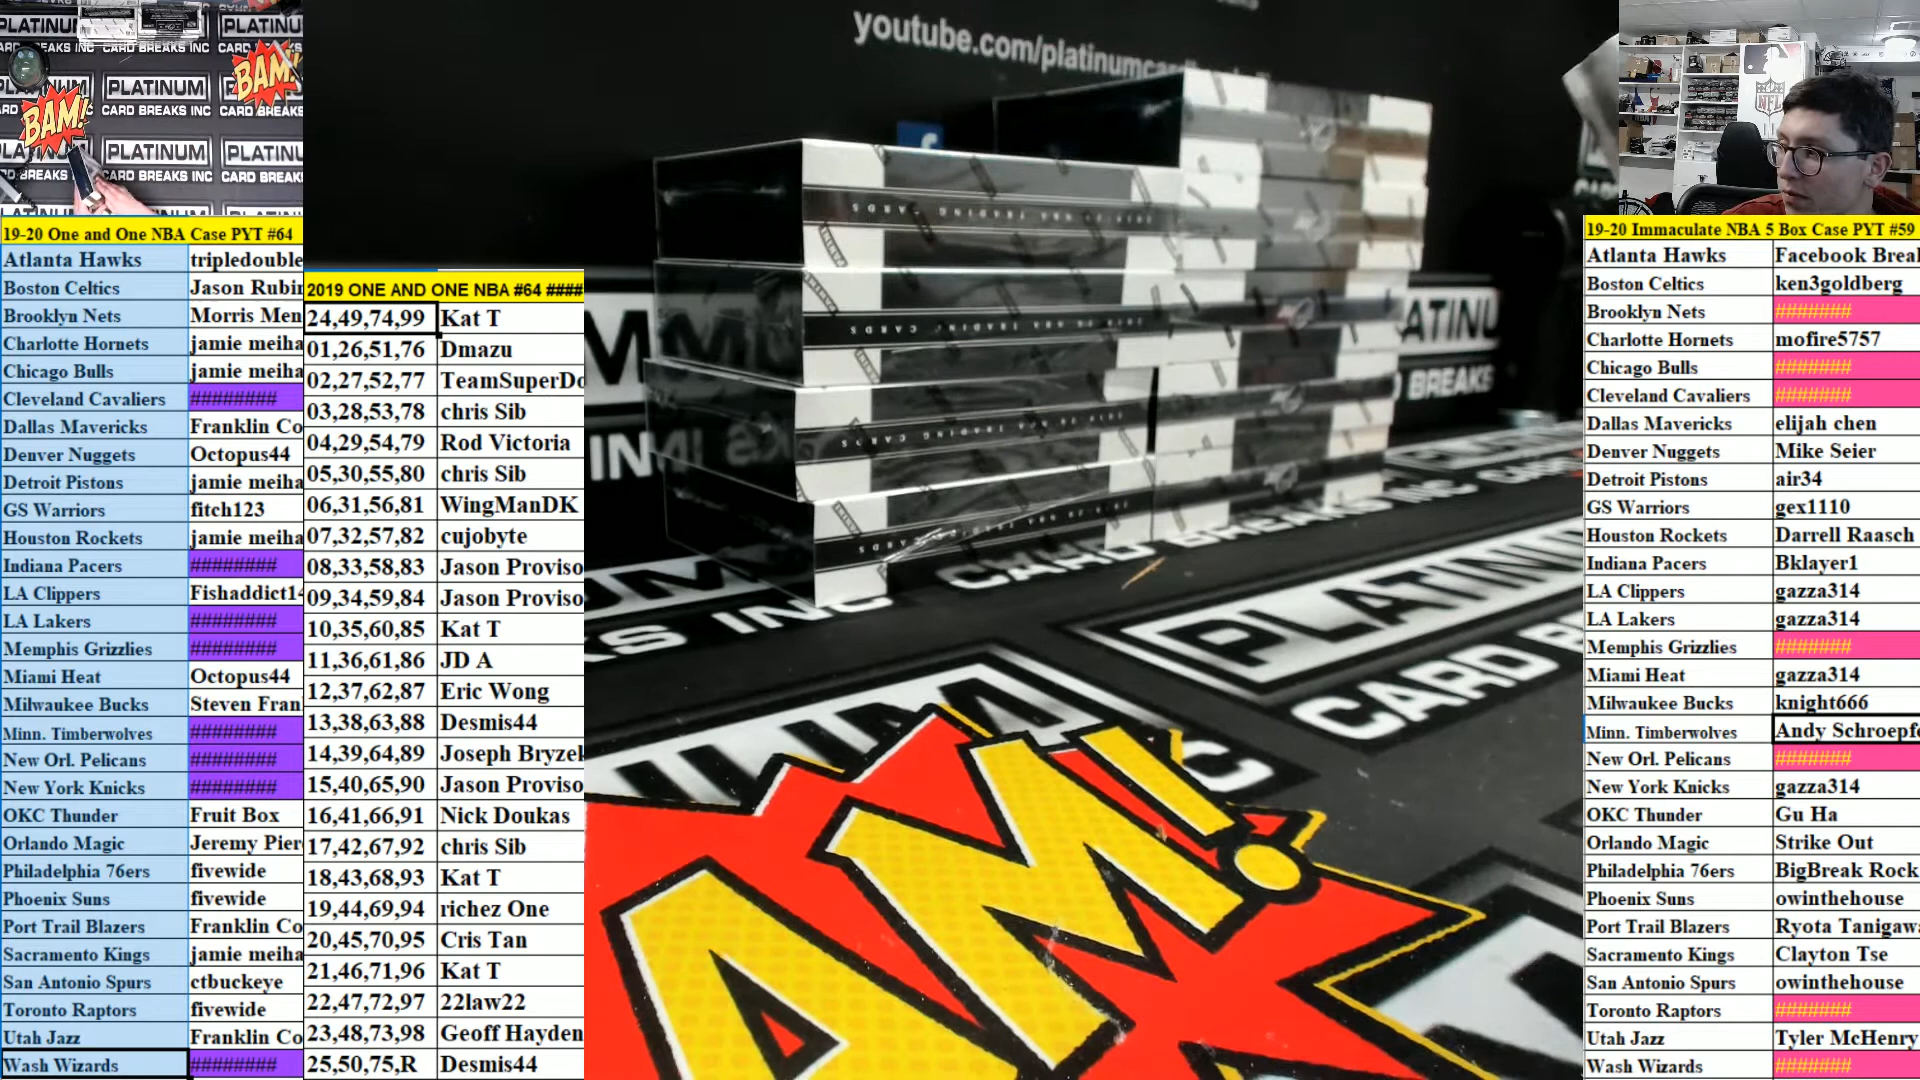 youtube.com/platinumcard
PLATINUM
CARD BREAKS INC
BAM!
BAM!
PLATINUM
CARD BREAKS INC
19-20 One and One NBA Case PYT #64
Atlanta Hawks tripledouble
Boston Celtics Jason Rubin
Brooklyn Nets Morris Men
Charlotte Hornets jamie meiha
Chicago Bulls jamie meiha
Cleveland Cavaliers ########
Dallas Mavericks Franklin Co
Denver Nuggets Octopus44
Detroit Pistons jamie meiha
GS Warriors fitch123
Houston Rockets jamie meiha
Indiana Pacers ########
LA Clippers Fishaddict14
LA Lakers ########
Memphis Grizzlies ########
Miami Heat Octopus44
Milwaukee Bucks Steven Fran
Minn. Timberwolves ########
New Orl. Pelicans ########
New York Knicks ########
OKC Thunder Fruit Box
Orlando Magic Jeremy Pier
Philadelphia 76ers fivewide
Phoenix Suns fivewide
Port Trail Blazers Franklin Co
Sacramento Kings jamie meiha
San Antonio Spurs ctbuckeye
Toronto Raptors fivewide
Utah Jazz Franklin Co
Wash Wizards ########
2019 ONE AND ONE NBA #64 ####
24,49,74,99 Kat T
01,26,51,76 Dmazu
02,27,52,77 TeamSuperDo
03,28,53,78 chris Sib
04,29,54,79 Rod Victoria
05,30,55,80 chris Sib
06,31,56,81 WingManDK
07,32,57,82 cujobyte
08,33,58,83 Jason Proviso
09,34,59,84 Jason Proviso
10,35,60,85 Kat T
11,36,61,86 JD A
12,37,62,87 Eric Wong
13,38,63,88 Desmis44
14,39,64,89 Joseph Bryzek
15,40,65,90 Jason Proviso
16,41,66,91 Nick Doukas
17,42,67,92 chris Sib
18,43,68,93 Kat T
19,44,69,94 richez One
20,45,70,95 Cris Tan
21,46,71,96 Kat T
22,47,72,97 22law22
23,48,73,98 Geoff Hayden
25,50,75,R Desmis44
PLATINUM
CARD BREAKS INC
AM!
19-20 Immaculate NBA 5 Box Case PYT #59
Atlanta Hawks Facebook Break
Boston Celtics ken3goldberg
Brooklyn Nets #######
Charlotte Hornets mofire5757
Chicago Bulls #######
Cleveland Cavaliers #######
Dallas Mavericks elijah chen
Denver Nuggets Mike Seier
Detroit Pistons air34
GS Warriors gex1110
Houston Rockets Darrell Raasch
Indiana Pacers Bklayer1
LA Clippers gazza314
LA Lakers gazza314
Memphis Grizzlies #######
Miami Heat gazza314
Milwaukee Bucks knight666
Minn. Timberwolves Andy Schroepfe
New Orl. Pelicans #######
New York Knicks gazza314
OKC Thunder Gu Ha
Orlando Magic Strike Out
Philadelphia 76ers BigBreak Rock
Phoenix Suns owinthehouse
Port Trail Blazers Ryota Tanigawa
Sacramento Kings Clayton Tse
San Antonio Spurs owinthehouse
Toronto Raptors #######
Utah Jazz Tyler McHenry
Wash Wizards #######